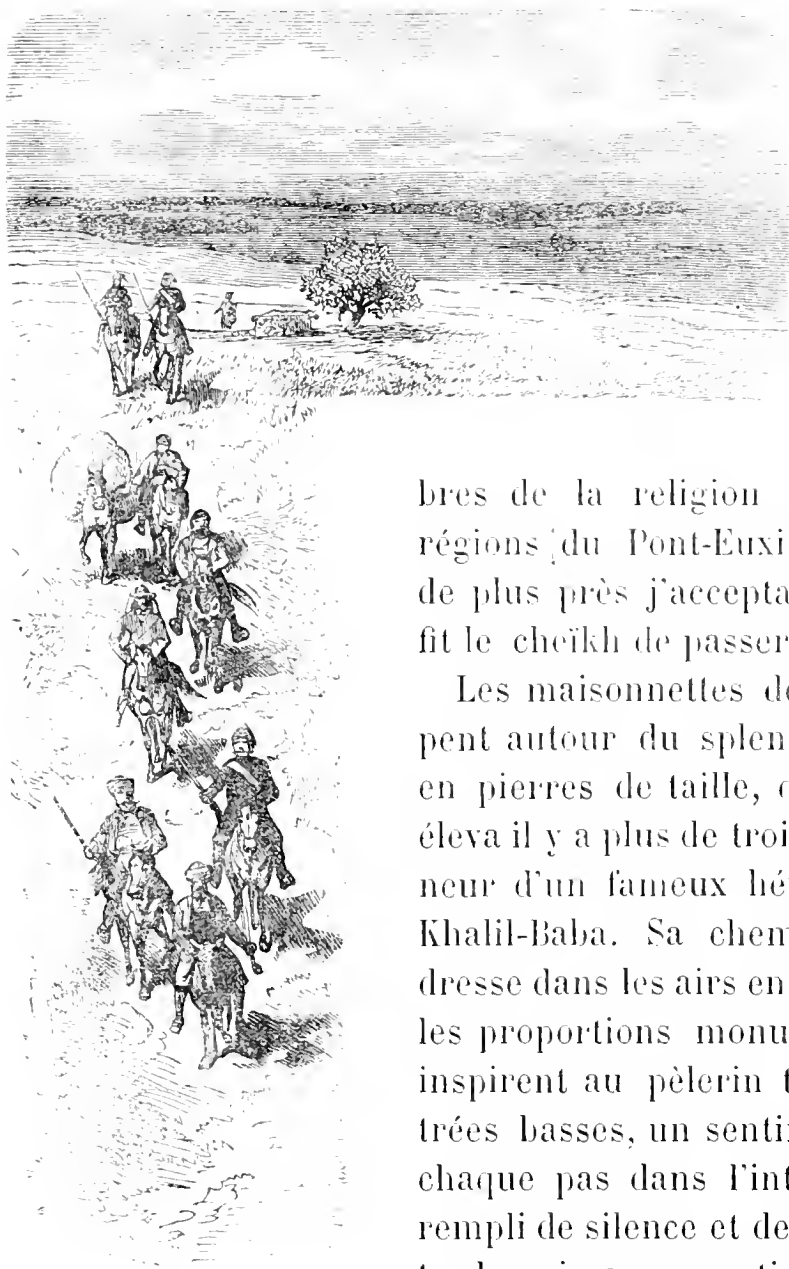 bres de la religion
régions du Pont-Euxi
de plus près j'accepta
fit le cheïkh de passer
Les maisonnettes de
pent autour du splen
en pierres de taille, c
éleva il y a plus de troi
neur d'un fameux hé
Khalil-Baba. Sa chem
dresse dans les airs en
les proportions monu
inspirent au pèlerin t
trées basses, un senti
chaque pas dans l'int
rempli de silence et de